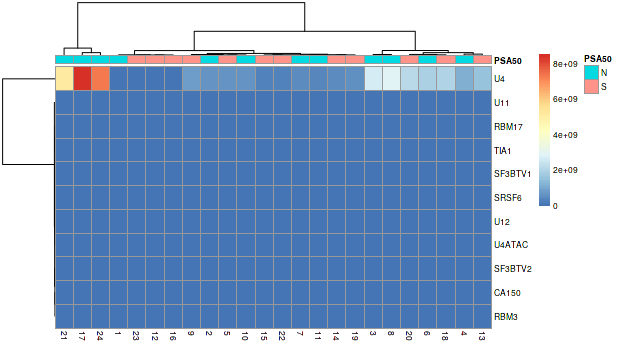 PSA50
U4
U11
RBM17
TIA1
SF3BTV1
SRSF6
U12
U4ATAC
SF3BTV2
CA150
RBM3
21 17 24 1 23 12 16 9 2 5 10 15 22 7 11 14 19 3 8 20 6 18 4 13
8e+09
6e+09
4e+09
2e+09
0
PSA50
N
S